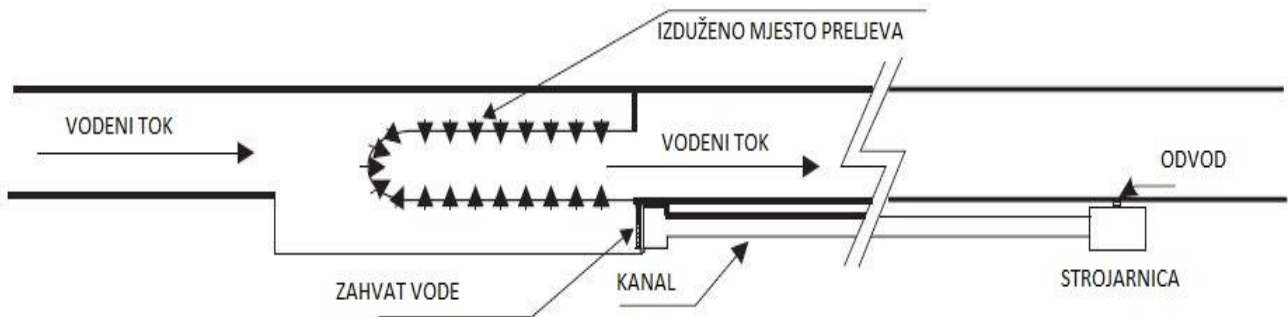 IZDUŽENO MJESTO PRELJEVA
VODENI TOK
VODENI TOK
ODVOD
ZAHVAT VODE
KANAL
STROJARNICA